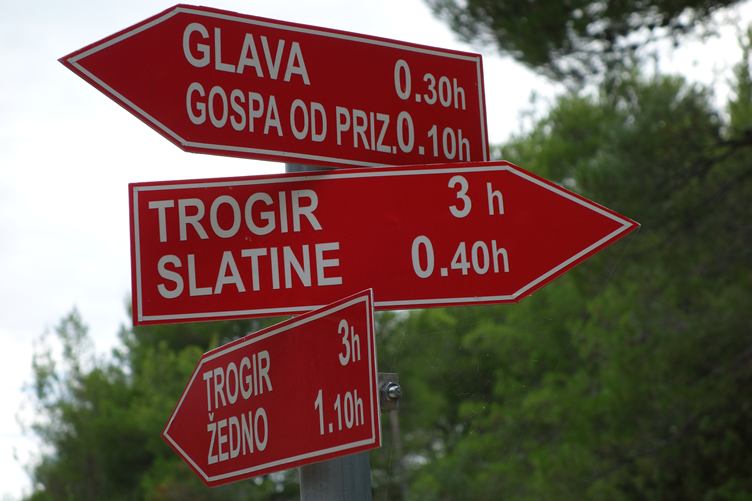 GLAVA 0.30h
GOSPA OD PRIZ. 0.10h
TROGIR 3 h
SLATINE 0.40h
TROGIR 3h
ŽEDNO 1.10h